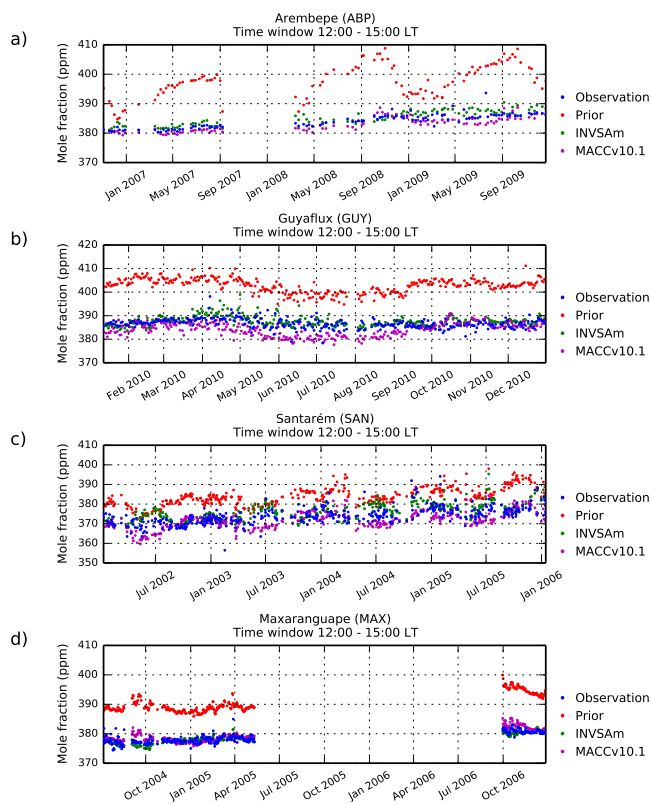 Arembepe (ABP)
Time window 12:00 - 15:00 LT
a)
Mole fraction (ppm)
410
400
390
380
370
Jan 2007
May 2007
Sep 2007
Jan 2008
May 2008
Sep 2008
Jan 2009
May 2009
Sep 2009
Observation
Prior
INVSAm
MACCv10.1
Guyaflux (GUY)
Time window 12:00 - 15:00 LT
b)
Mole fraction (ppm)
420
410
400
390
380
370
360
Feb 2010
Mar 2010
Apr 2010
May 2010
Jun 2010
Jul 2010
Aug 2010
Sep 2010
Oct 2010
Nov 2010
Dec 2010
Observation
Prior
INVSAm
MACCv10.1
Santarém (SAN)
Time window 12:00 - 15:00 LT
c)
Mole fraction (ppm)
410
400
390
380
370
360
350
Jul 2002
Jan 2003
Jul 2003
Jan 2004
Jul 2004
Jan 2005
Jul 2005
Jan 2006
Observation
Prior
INVSAm
MACCv10.1
Maxaranguape (MAX)
Time window 12:00 - 15:00 LT
d)
Mole fraction (ppm)
410
400
390
380
370
Oct 2004
Jan 2005
Apr 2005
Jul 2005
Oct 2005
Jan 2006
Apr 2006
Jul 2006
Oct 2006
Observation
Prior
INVSAm
MACCv10.1